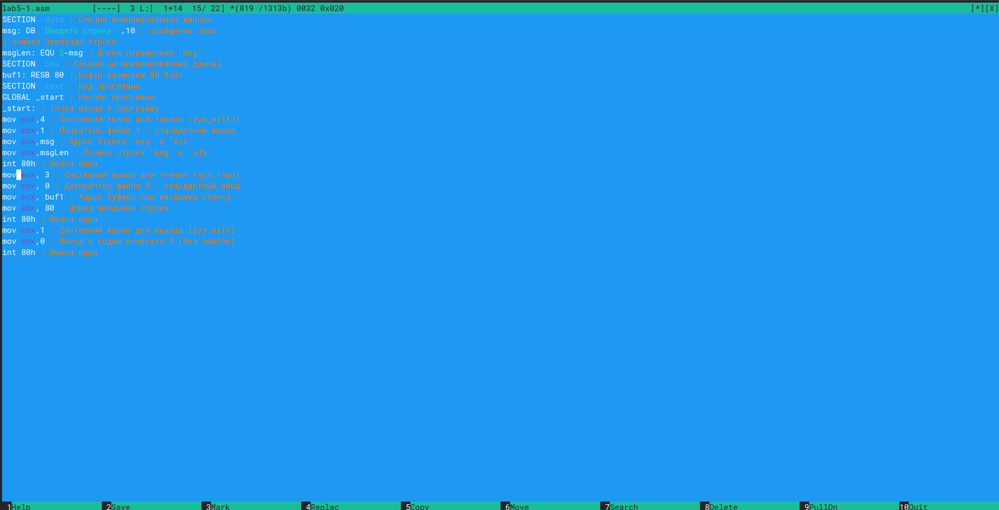 lab5-1.asm [----] 3 L:[ 1+14 15/ 22] *(819 /1313b) 0032 0x020 [*][X]
SECTION .data ; Секция инициированных данных
msg: DB 'Введите строку:',10 ; сообщение плюс
; символ перевода строки
msgLen: EQU $-msg ; Длина переменной 'msg'
SECTION .bss ; Секция не инициированных данных
buf1: RESB 80 ; Буфер размером 80 байт
SECTION .text ; Код программы
GLOBAL _start ; Начало программы
_start: ; Точка входа в программу
mov eax,4 ; Системный вызов для записи (sys_write)
mov ebx,1 ; Описатель файла 1 - стандартный вывод
mov ecx,msg ; Адрес строки 'msg' в 'ecx'
mov edx,msgLen ; Размер строки 'msg' в 'edx'
int 80h ; Вызов ядра
mov eax, 3 ; Системный вызов для чтения (sys_read)
mov ebx, 0 ; Дескриптор файла 0 - стандартный ввод
mov ecx, buf1 ; Адрес буфера под вводимую строку
mov edx, 80 ; Длина вводимой строки
int 80h ; Вызов ядра
mov eax,1 ; Системный вызов для выхода (sys_exit)
mov ebx,0 ; Выход с кодом возврата 0 (без ошибок)
int 80h ; Вызов ядра
1Help 2Save 3Mark 4Replac 5Copy 6Move 7Search 8Delete 9PullDn 10Quit